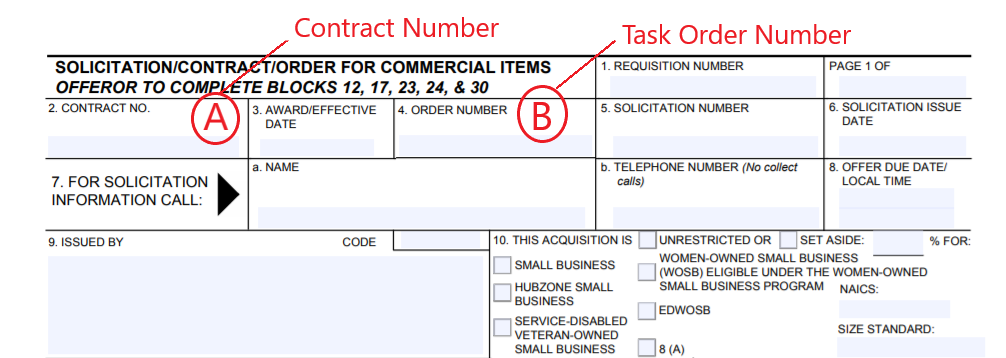 Contract Number
Task Order Number
SOLICITATION/CONTRACT/ORDER FOR COMMERCIAL ITEMS
OFFEROR TO COMPLETE BLOCKS 12, 17, 23, 24, & 30
1. REQUISITION NUMBER
PAGE 1 OF
2. CONTRACT NO.
A
3. AWARD/EFFECTIVE
DATE
4. ORDER NUMBER
B
5. SOLICITATION NUMBER
6. SOLICITATION ISSUE
DATE
7. FOR SOLICITATION
INFORMATION CALL:
a. NAME
b. TELEPHONE NUMBER (No collect
calls)
8. OFFER DUE DATE/
LOCAL TIME
9. ISSUED BY
CODE
10. THIS ACQUISITION IS
UNRESTRICTED OR
SET ASIDE:
% FOR:
SMALL BUSINESS
HUBZONE SMALL
BUSINESS
SERVICE-DISABLED
VETERAN-OWNED
SMALL BUSINESS
WOMEN-OWNED SMALL BUSINESS
(WOSB) ELIGIBLE UNDER THE WOMEN-OWNED
SMALL BUSINESS PROGRAM
EDWOSB
8 (A)
NAICS:
SIZE STANDARD: